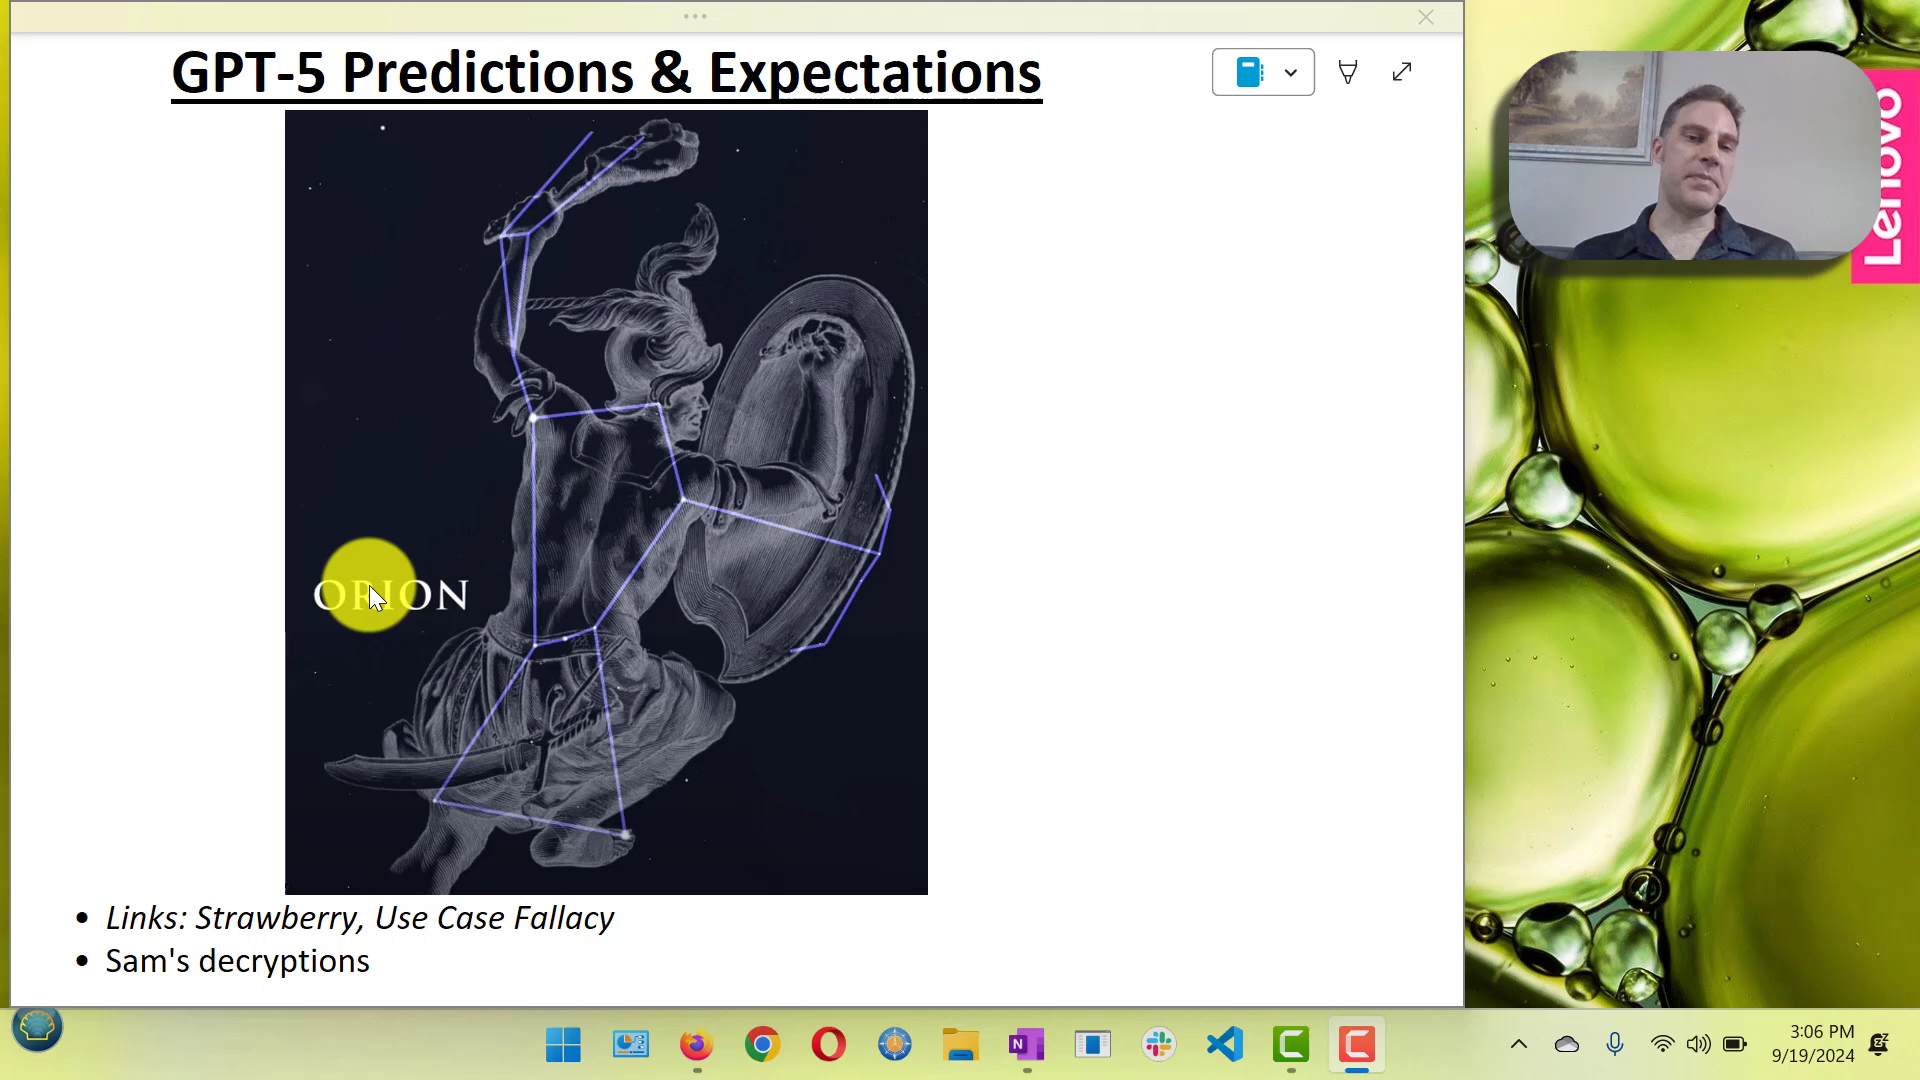 GPT-5 Predictions & Expectations
ORION
• Links: Strawberry, Use Case Fallacy
• Sam's decryptions
Lenovo
N
3:06 PM
9/19/2024